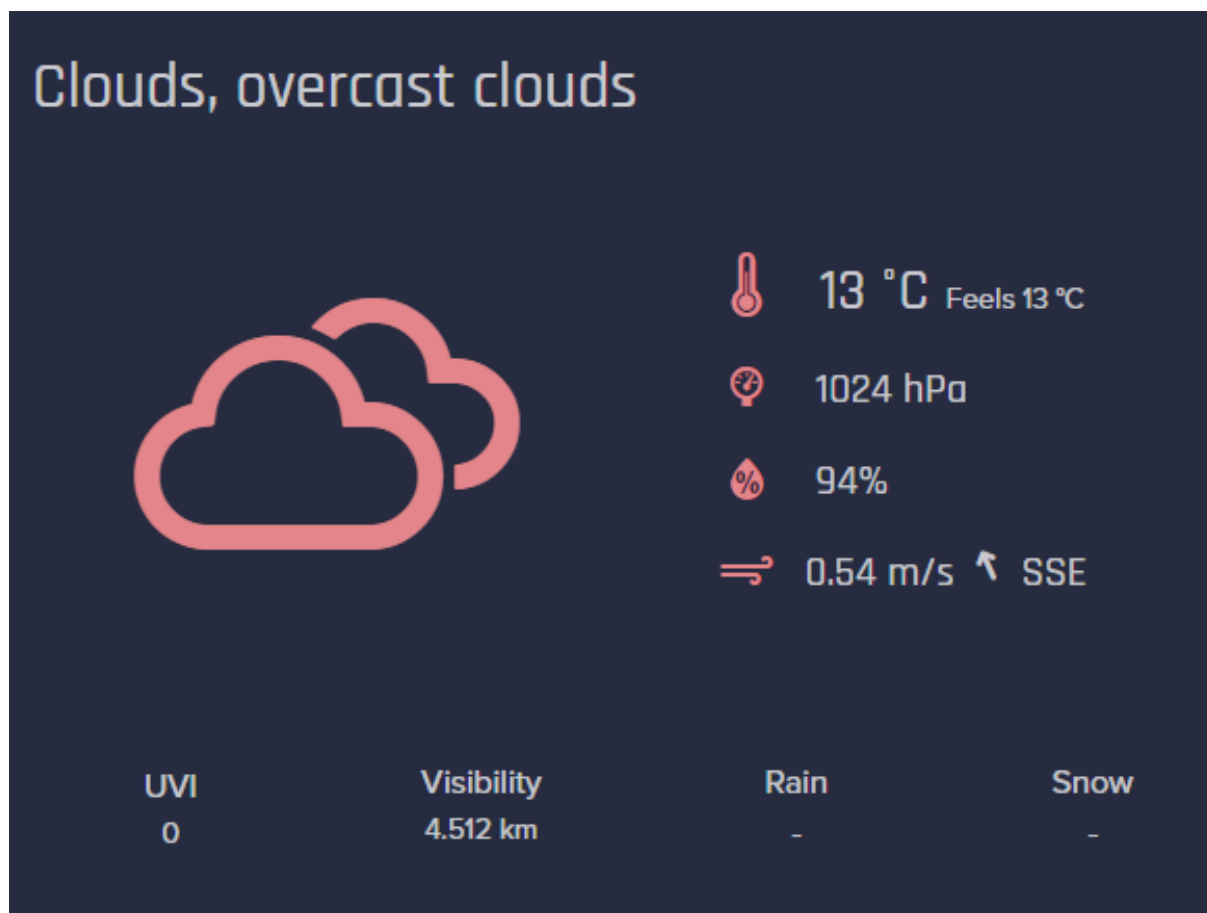 Clouds, overcast clouds
13 °C Feels 13 °C
1024 hPa
% 94%
0.54 m/s SSE
UVI Visibility Rain Snow
0 4.512 km - -